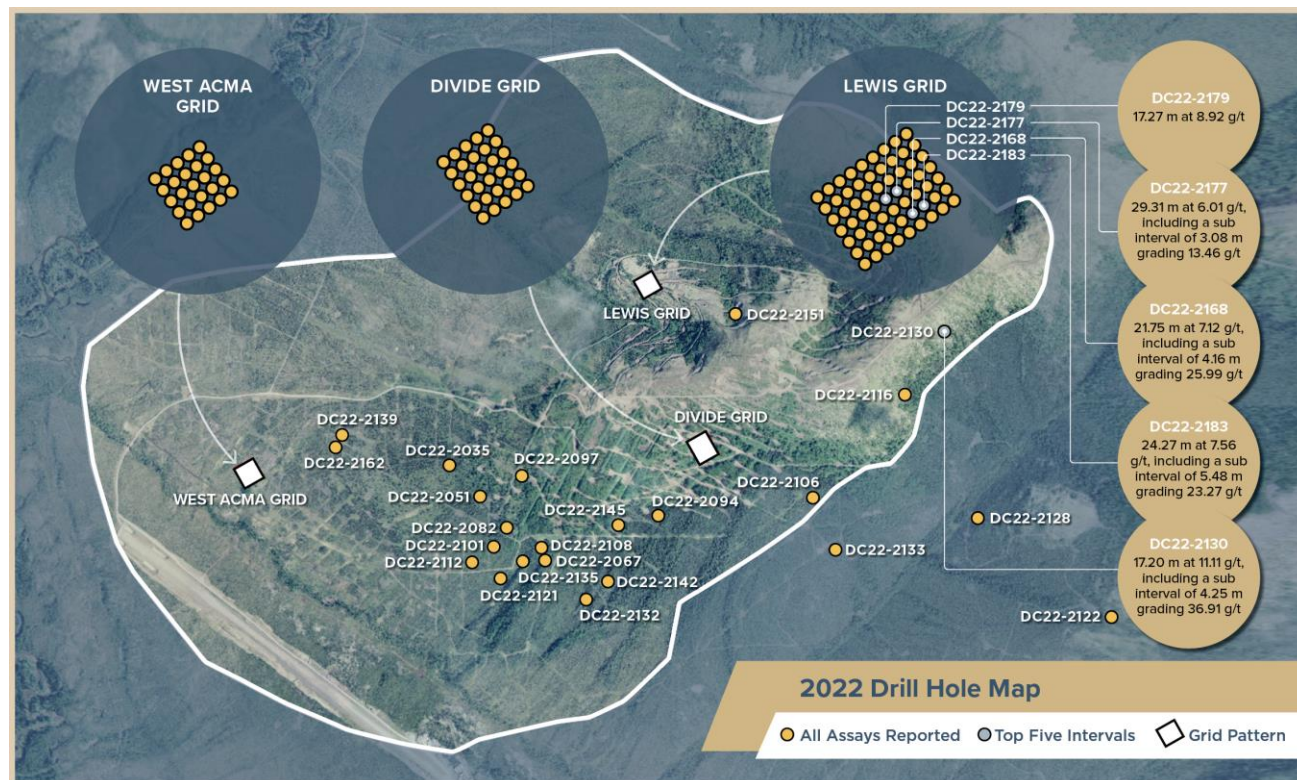 WEST ACMA
GRID
DIVIDE GRID
LEWIS GRID
DC22-2179
DC22-2177
DC22-2168
DC22-2183
DC22-2179
17.27 m at 8.92 g/t
DC22-2177
29.31 m at 6.01 g/t,
including a sub
interval of 3.08 m
grading 13.46 g/t
DC22-2168
21.75 m at 7.12 g/t,
including a sub
interval of 4.16 m
grading 25.99 g/t
DC22-2183
24.27 m at 7.56
g/t, including a sub
interval of 5.48 m
grading 23.27 g/t
DC22-2130
17.20 m at 11.11 g/t,
including a sub
interval of 4.25 m
grading 36.91 g/t
LEWIS GRID
DC22-2151
DC22-2130
DC22-2116
DIVIDE GRID
DC22-2139
DC22-2162
WEST ACMA GRID
DC22-2035
DC22-2097
DC22-2051
DC22-2106
DC22-2094
DC22-2145
DC22-2082
DC22-2128
DC22-2101
DC22-2108
DC22-2133
DC22-2112
DC22-2067
DC22-2135
DC22-2142
DC22-2121
DC22-2132
DC22-2122
2022 Drill Hole Map
All Assays Reported
Top Five Intervals
Grid Pattern